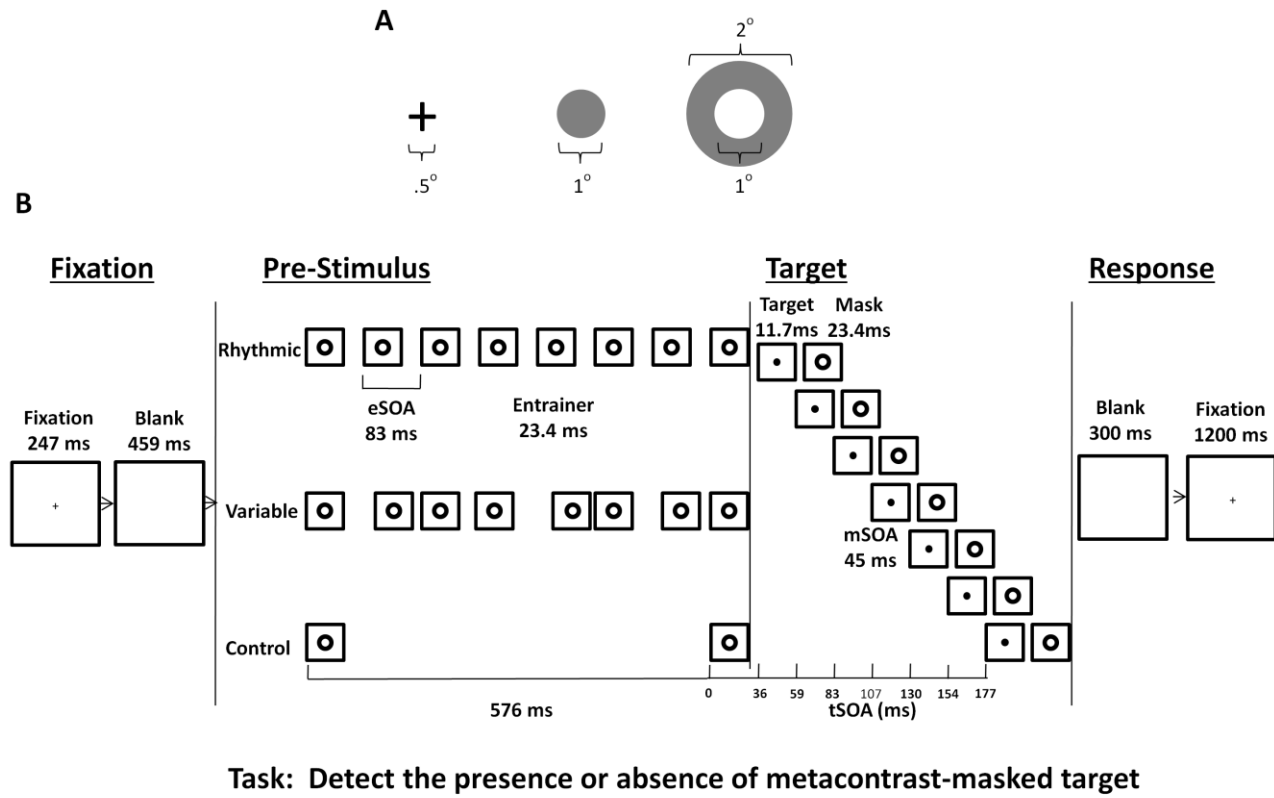 A
2°
.5°
1°
1°
B
Fixation
Pre-Stimulus
Target
Response
Target
11.7ms
Mask
23.4ms
Rhythmic
eSOA
83 ms
Entrainer
23.4 ms
Fixation
247 ms
Blank
459 ms
Blank
300 ms
Fixation
1200 ms
Variable
mSOA
45 ms
Control
0 36 59 83 107 130 154 177
576 ms
tSOA (ms)
Task: Detect the presence or absence of metacontrast-masked target